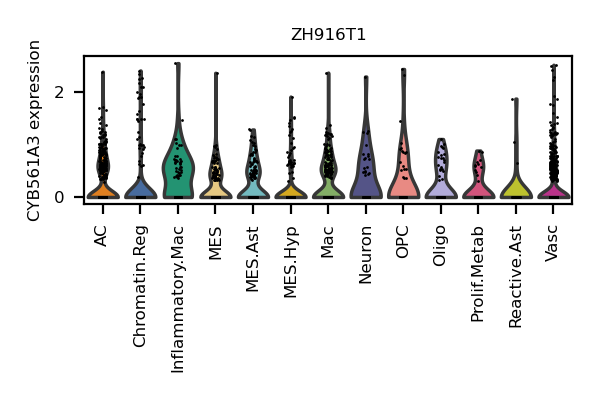 ZH916T1
CYB561A3 expression
2
0
AC
Chromatin.Reg
Inflammatory.Mac
MES
MES.Ast
MES.Hyp
Mac
Neuron
OPC
Oligo
Prolif.Metab
Reactive.Ast
Vasc